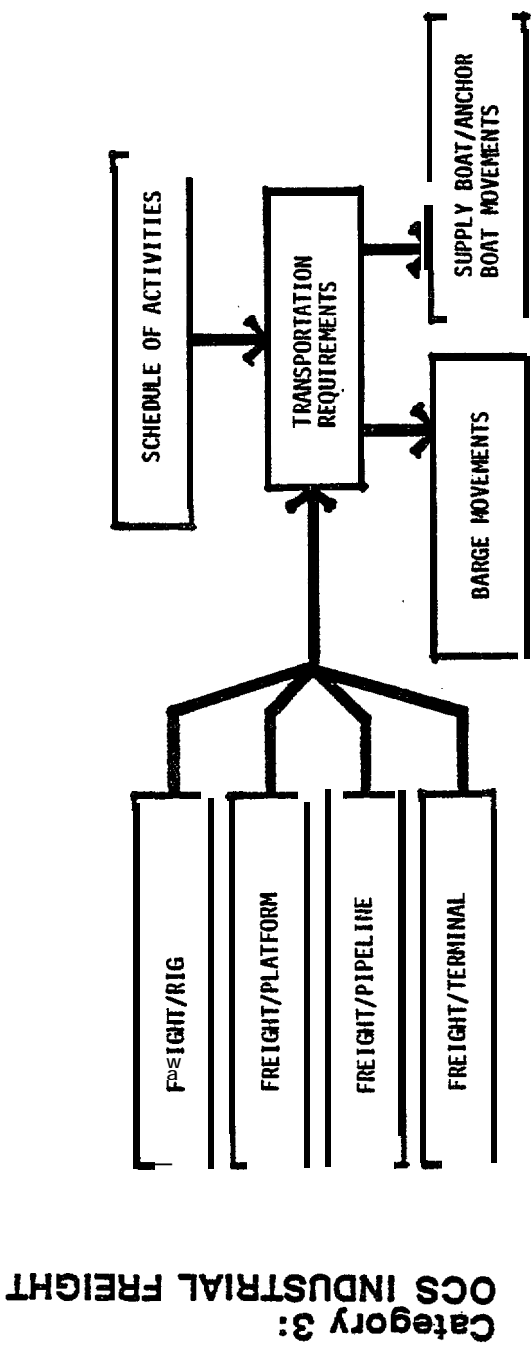 Category 3:
OCS INDUSTRIAL FREIGHT
SCHEDULE OF ACTIVITIES
FREIGHT/PLATFORM
FREIGHT/PIPELINE
FREIGHT/TERMINAL
TRANSPORTATION
REQUIREMENTS
BARGE MOVEMENTS
SUPPLY BOAT/ANCHOR
BOAT MOVEMENTS